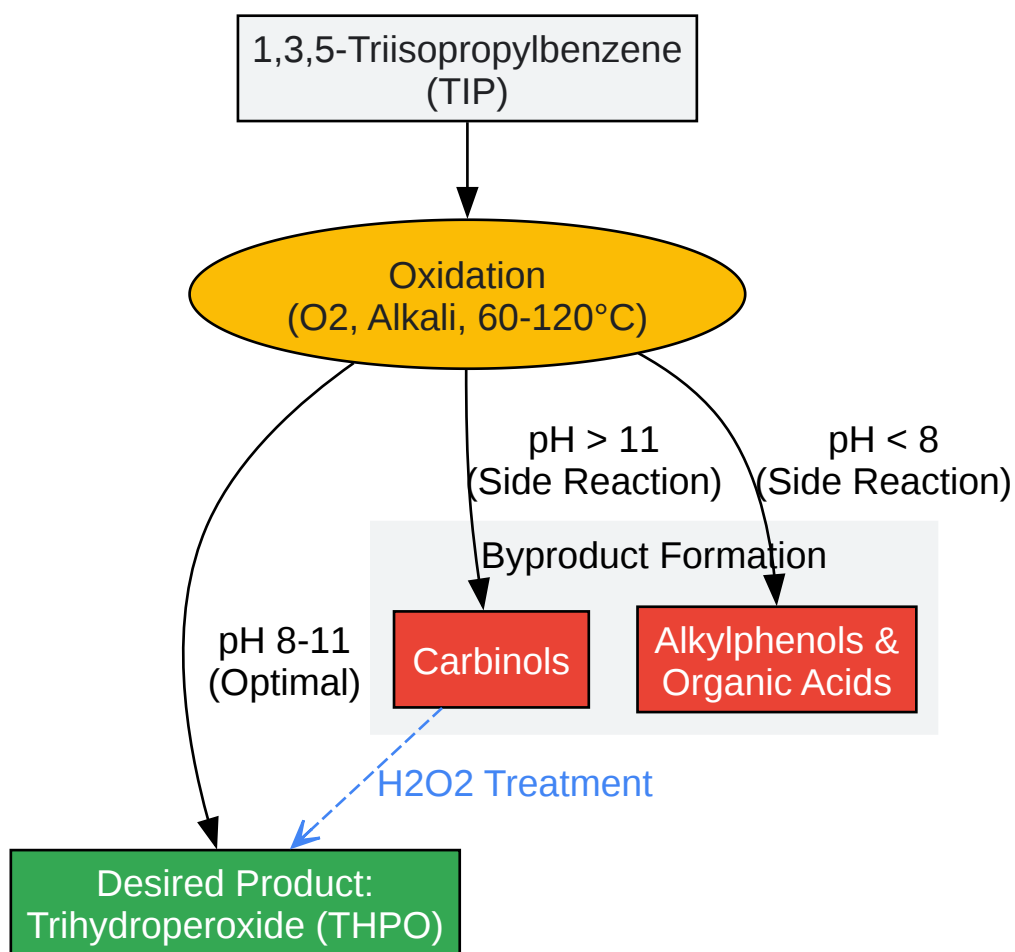 1,3,5-Triisopropylbenzene
(TIP)
Oxidation
(O2, Alkali, 60-120°C)
pH > 11
(Side Reaction)
pH < 8
(Side Reaction)
Byproduct Formation
pH 8-11
(Optimal)
Carbinols
Alkylphenols &
Organic Acids
H2O2 Treatment
Desired Product:
Trihydroperoxide (THPO)